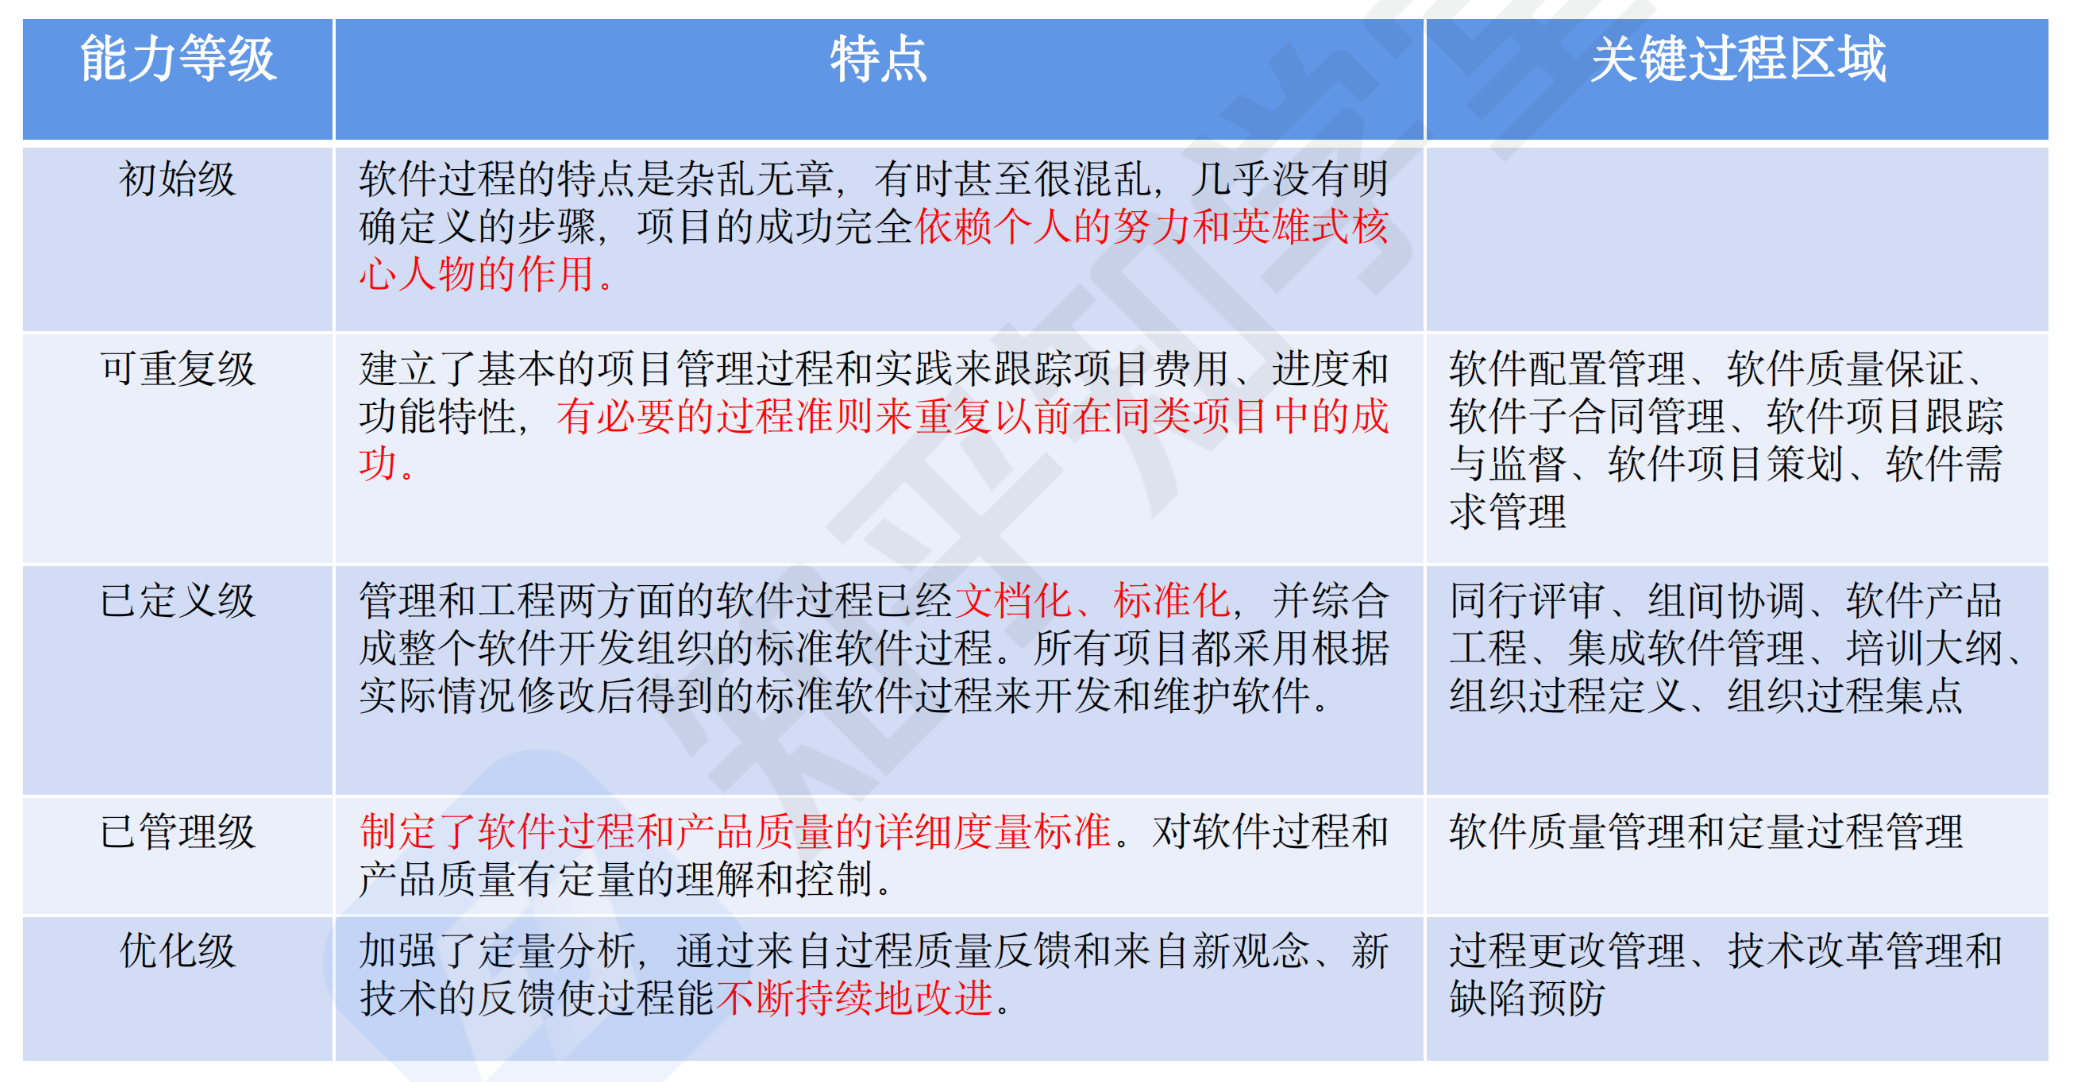 能力等级
特点
关键过程区域
初始级
软件过程的特点是杂乱无章，有时甚至很混乱，几乎没有明
确定义的步骤，项目的成功完全依赖个人的努力和英雄式核
心人物的作用。
可重复级
建立了基本的项目管理过程和实践来跟踪项目费用、进度和
功能特性，有必要的过程准则来重复以前在同类项目中的成
功。
软件配置管理、软件质量保证、
软件子合同管理、软件项目跟踪
与监督、软件项目策划、软件需
求管理
已定义级
管理和工程两方面的软件过程已经文档化、标准化，并综合
成整个软件开发组织的标准软件过程。所有项目都采用根据
实际情况修改后得到的标准软件过程来开发和维护软件。
同行评审、组间协调、软件产品
工程、集成软件管理、培训大纲、
组织过程定义、组织过程集点
已管理级
制定了软件过程和产品质量的详细度量标准。对软件过程和
产品质量有定量的理解和控制。
软件质量管理和定量过程管理
优化级
加强了定量分析，通过来自过程质量反馈和来自新观念、新
技术的反馈使过程能不断持续地改进。
过程更改管理、技术改革管理和
缺陷预防
知乎知学堂